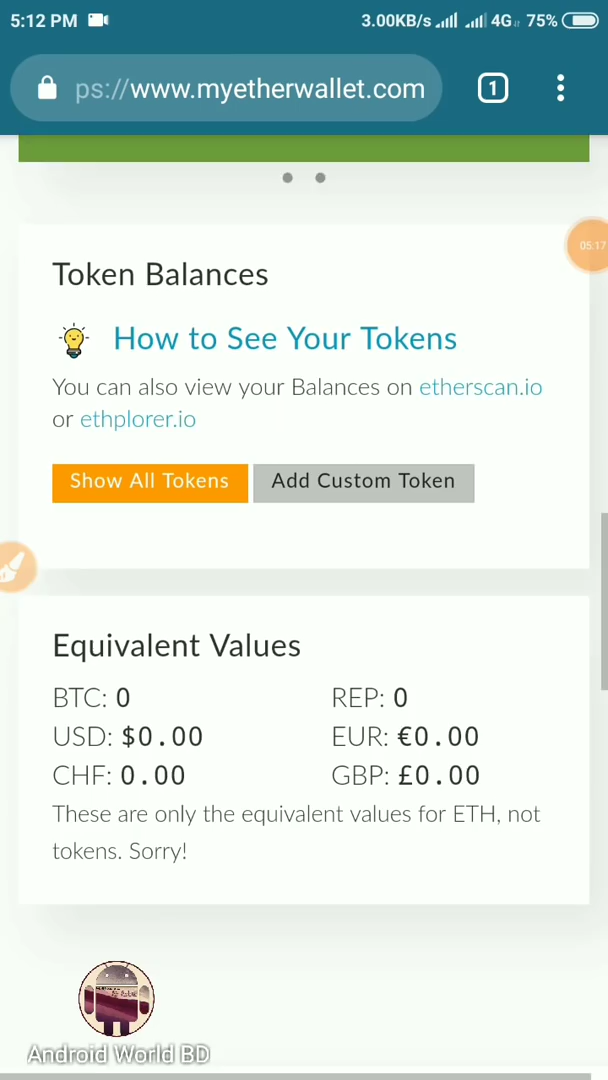 5:12 PM 3.00KB/s 4G 75%
ps://www.myetherwallet.com 1
05:17
Token Balances
How to See Your Tokens
You can also view your Balances on etherscan.io
or ethplorer.io
Show All Tokens Add Custom Token
Equivalent Values
BTC: 0 REP: 0
USD: $0.00 EUR: €0.00
CHF: 0.00 GBP: £0.00
These are only the equivalent values for ETH, not
tokens. Sorry!
Android World BD